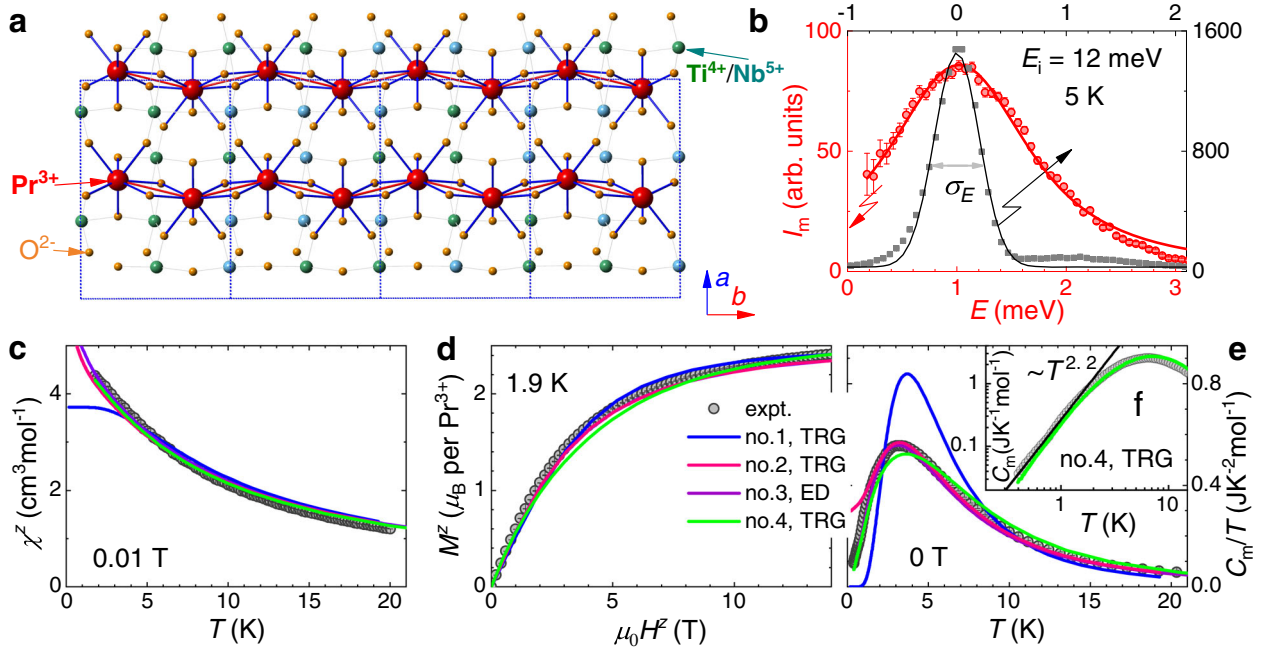 a
Ti4+/Nb5+
Pr3+
O2-
a
b
b
-1 0 1 2
100
50
0
Im (arb. units)
Ei = 12 meV
5 K
σE
1600
800
0
0 1 2 3
E (meV)
c
4
2
0
χz (cm3mol-1)
0.01 T
0 5 10 15 20
T (K)
d
2
0
Mz (μB per Pr3+)
1.9 K
expt.
no.1, TRG
no.2, TRG
no.3, ED
no.4, TRG
0 5 10
μ0Hz (T)
e
~T2.2
f
1
0.1
Cm(JK-1mol-1)
no.4, TRG
1 10
T (K)
0 T
0.8
0.4
0.0
Cm/T (JK-2mol-1)
0 5 10 15 20
T (K)